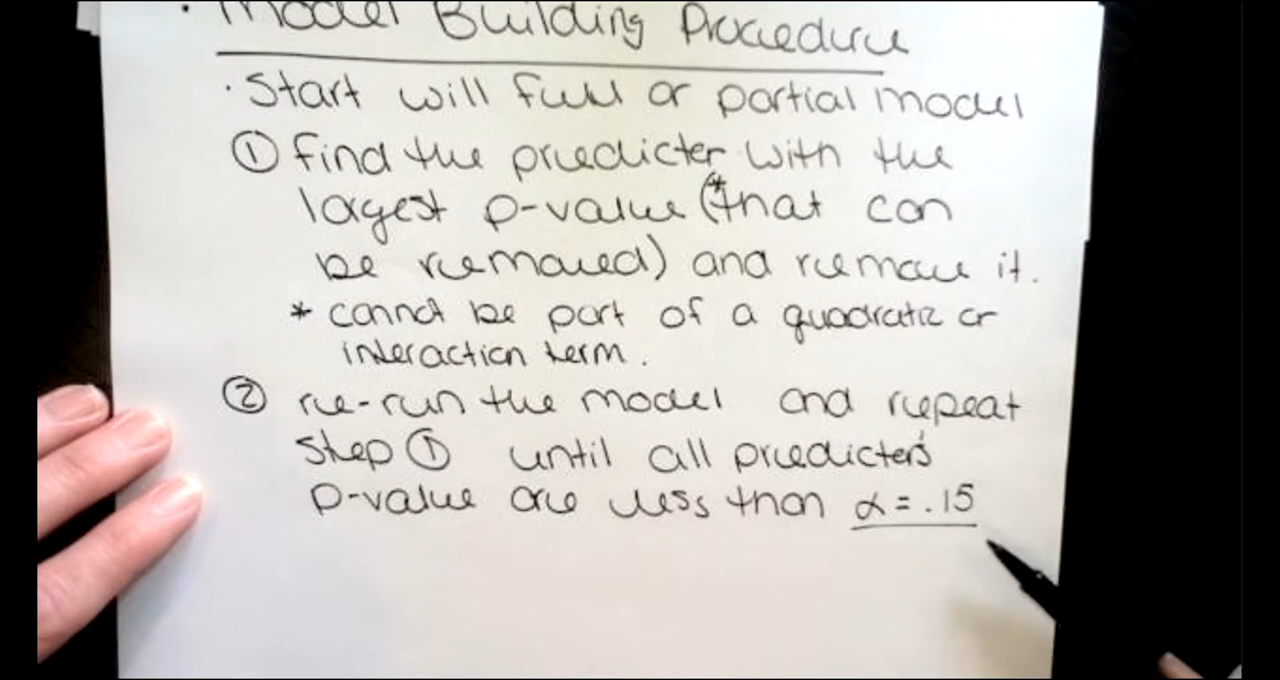 · Model Building Procedure
· Start will full or partial model
① find the predicter with the
largest p-value (*that can
be removed) and remove it.
* cannot be part of a quadratic or
interaction term.
② re-run the model and repeat
step ① until all predicter's
p-value are less than α = .15